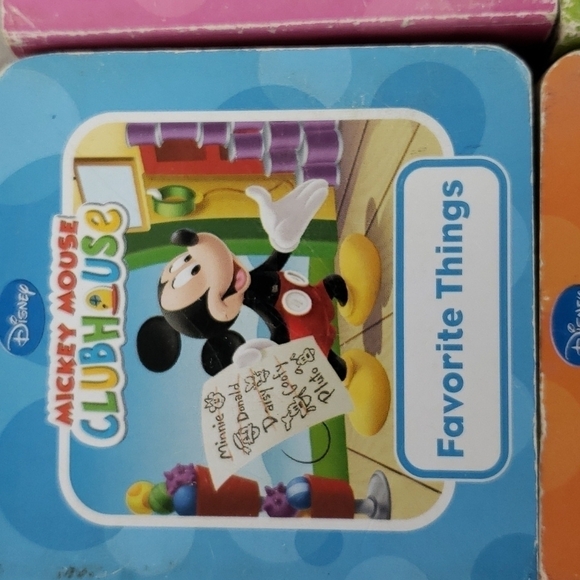 Disney
MICKEY MOUSE
CLUBHOUSE
Minnie
Donald
Daisy
Goofy
Pluto
Favorite Things
Disney